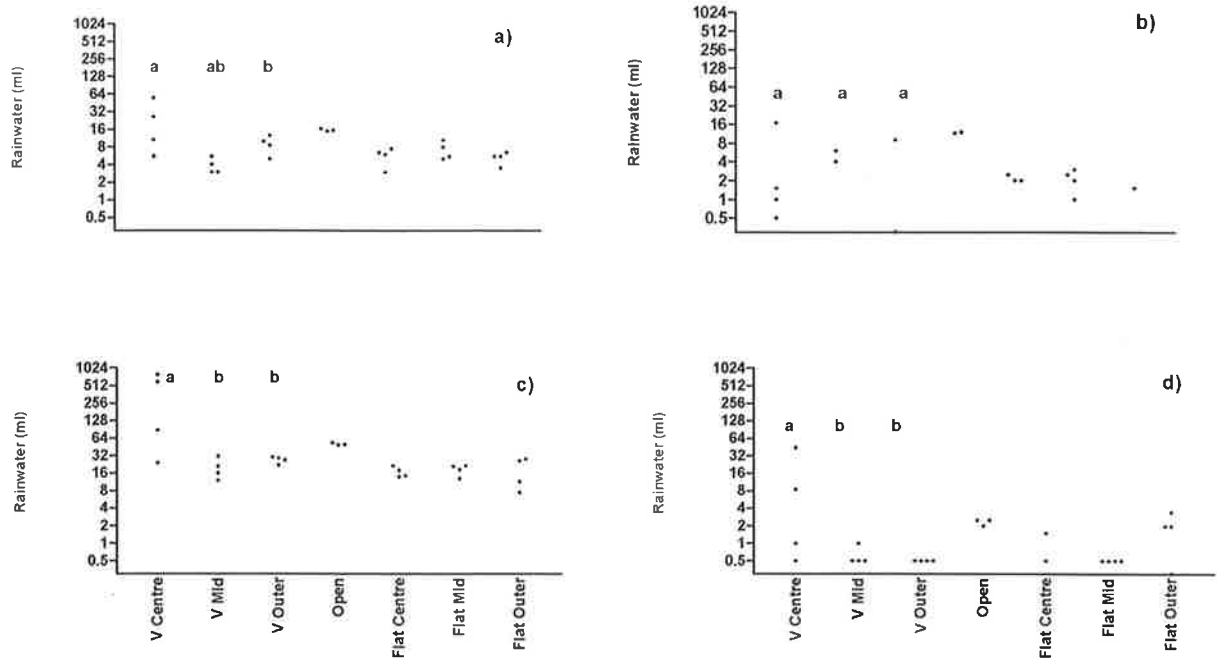 a)
1024
512
256
128
64
32
16
8
4
2
1
0.5
Rainwater (ml)
a ab b
b)
1024
512
256
128
64
32
16
8
4
2
1
0.5
Rainwater (ml)
a a a
c)
1024
512
256
128
64
32
16
8
4
2
1
0.5
Rainwater (ml)
a b b
V Centre
V Mid
V Outer
Open
Flat Centre
Flat Mid
Flat Outer
d)
1024
512
256
128
64
32
16
8
4
2
1
0.5
Rainwater (ml)
a b b
V Centre
V Mid
V Outer
Open
Flat Centre
Flat Mid
Flat Outer